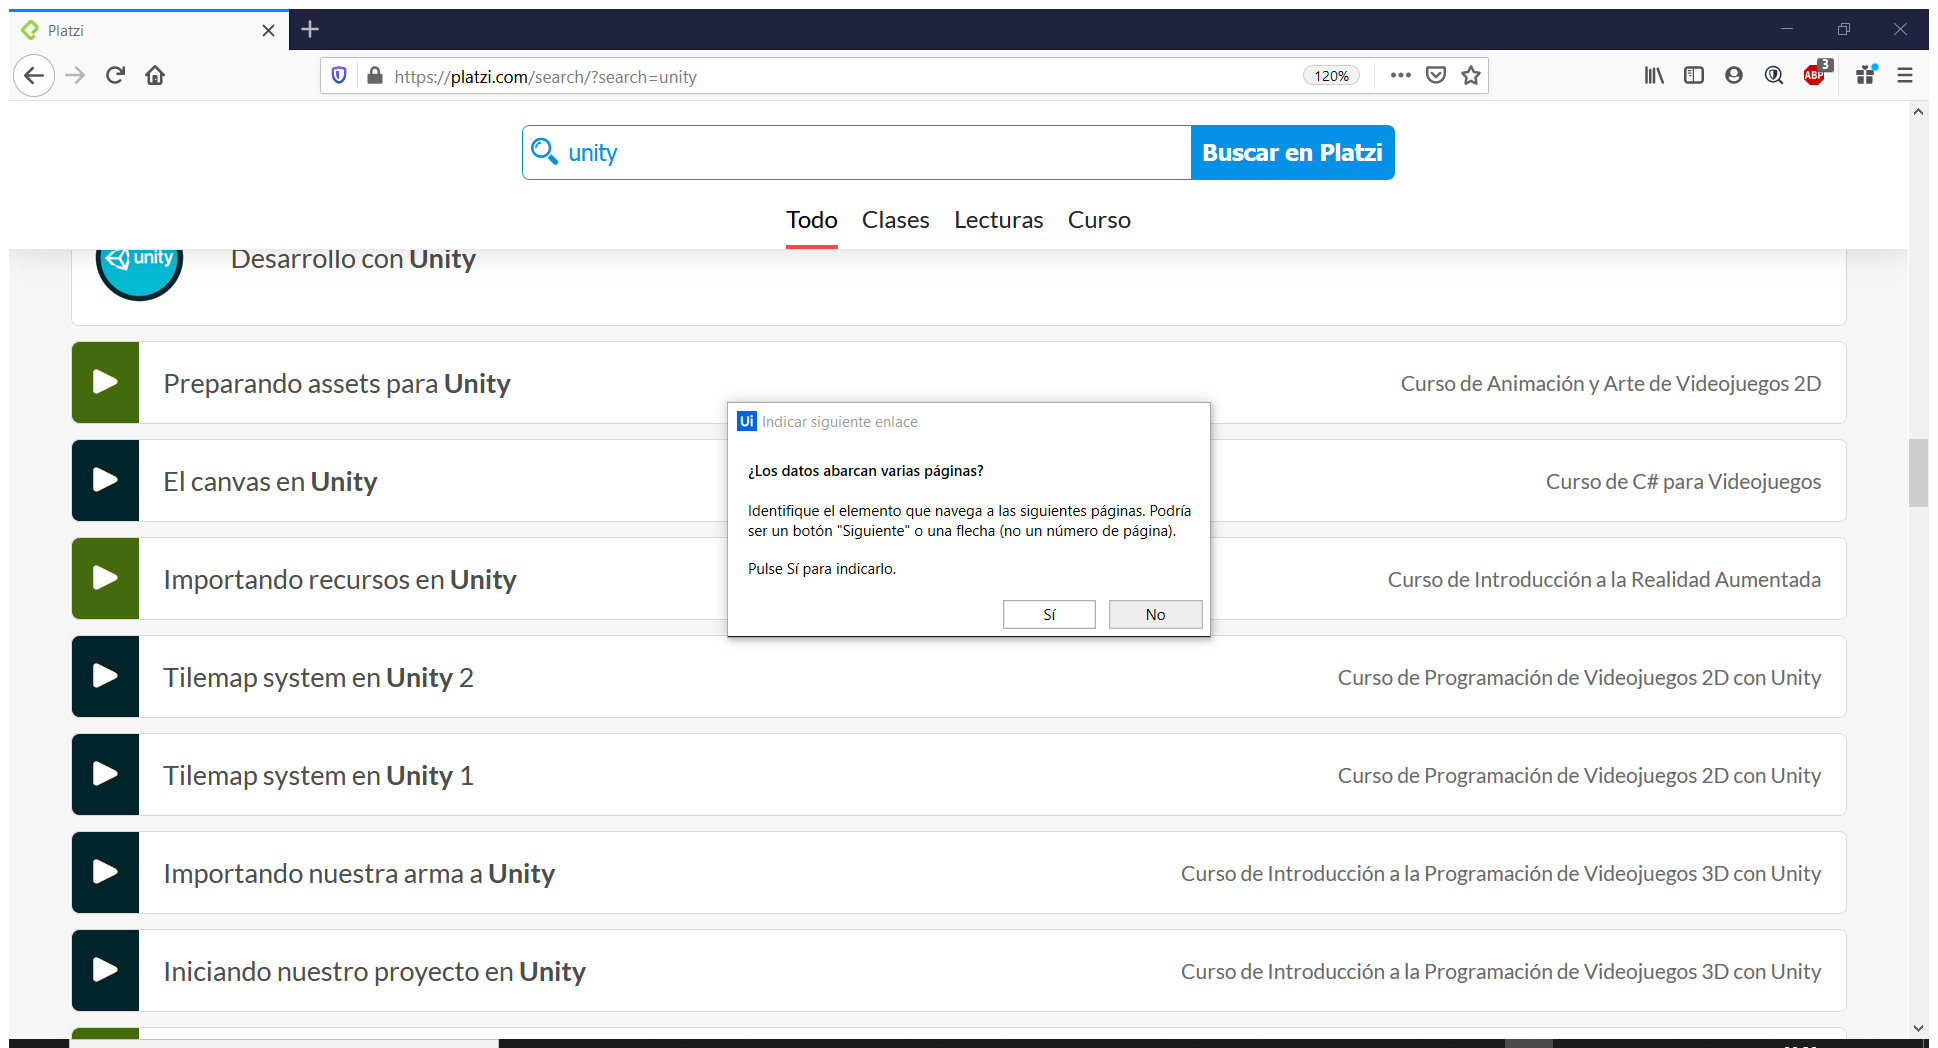 Platzi
https://platzi.com/search/?search=unity
120%
ABP
3
unity
Buscar en Platzi
Todo
Clases
Lecturas
Curso
unity
Desarrollo con Unity
Preparando assets para Unity
Curso de Animación y Arte de Videojuegos 2D
Ui Indicar siguiente enlace
¿Los datos abarcan varias páginas?
Identifique el elemento que navega a las siguientes páginas. Podría
ser un botón "Siguiente" o una flecha (no un número de página).
Pulse Sí para indicarlo.
Sí
No
El canvas en Unity
Curso de C# para Videojuegos
Importando recursos en Unity
Curso de Introducción a la Realidad Aumentada
Tilemap system en Unity 2
Curso de Programación de Videojuegos 2D con Unity
Tilemap system en Unity 1
Curso de Programación de Videojuegos 2D con Unity
Importando nuestra arma a Unity
Curso de Introducción a la Programación de Videojuegos 3D con Unity
Iniciando nuestro proyecto en Unity
Curso de Introducción a la Programación de Videojuegos 3D con Unity